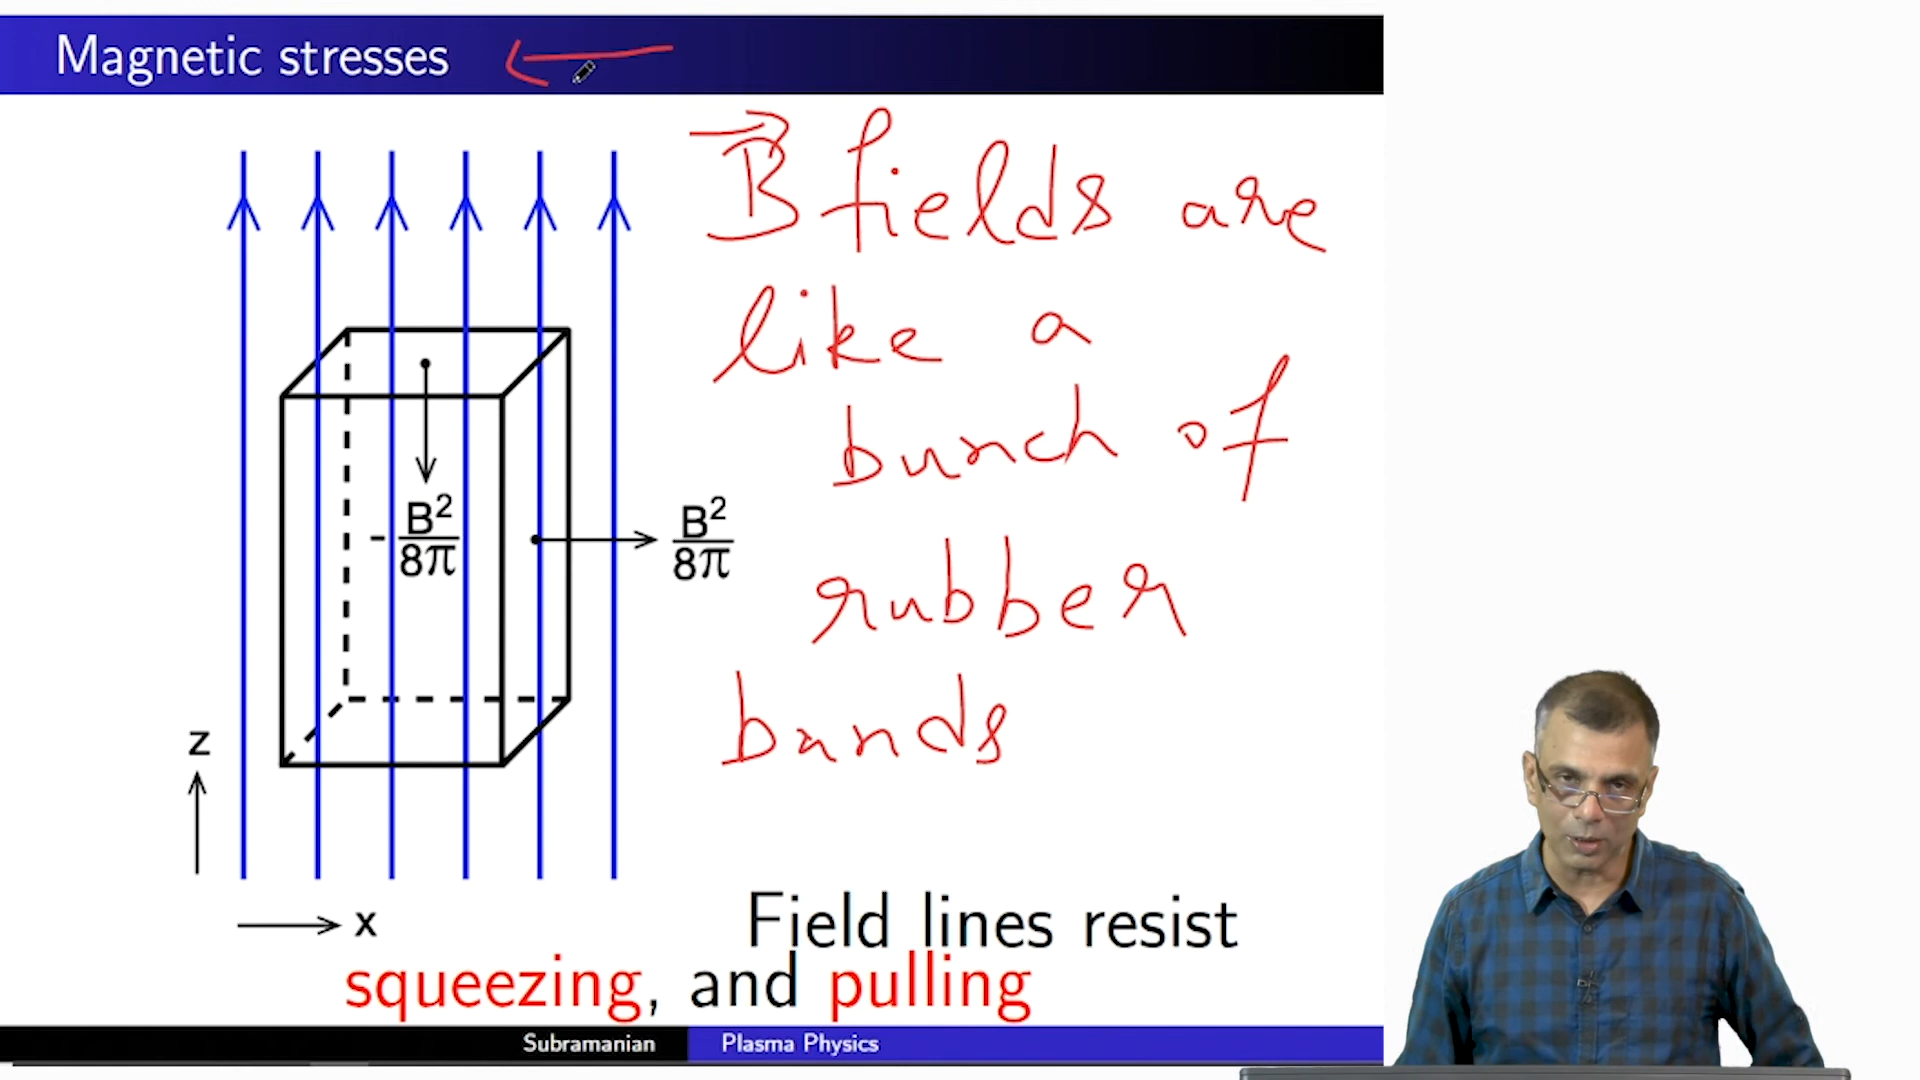 Magnetic stresses
B fields are
like a
bunch of
rubber
bands
- B²/8π
B²/8π
z
x
Field lines resist
squeezing, and pulling
Subramanian Plasma Physics